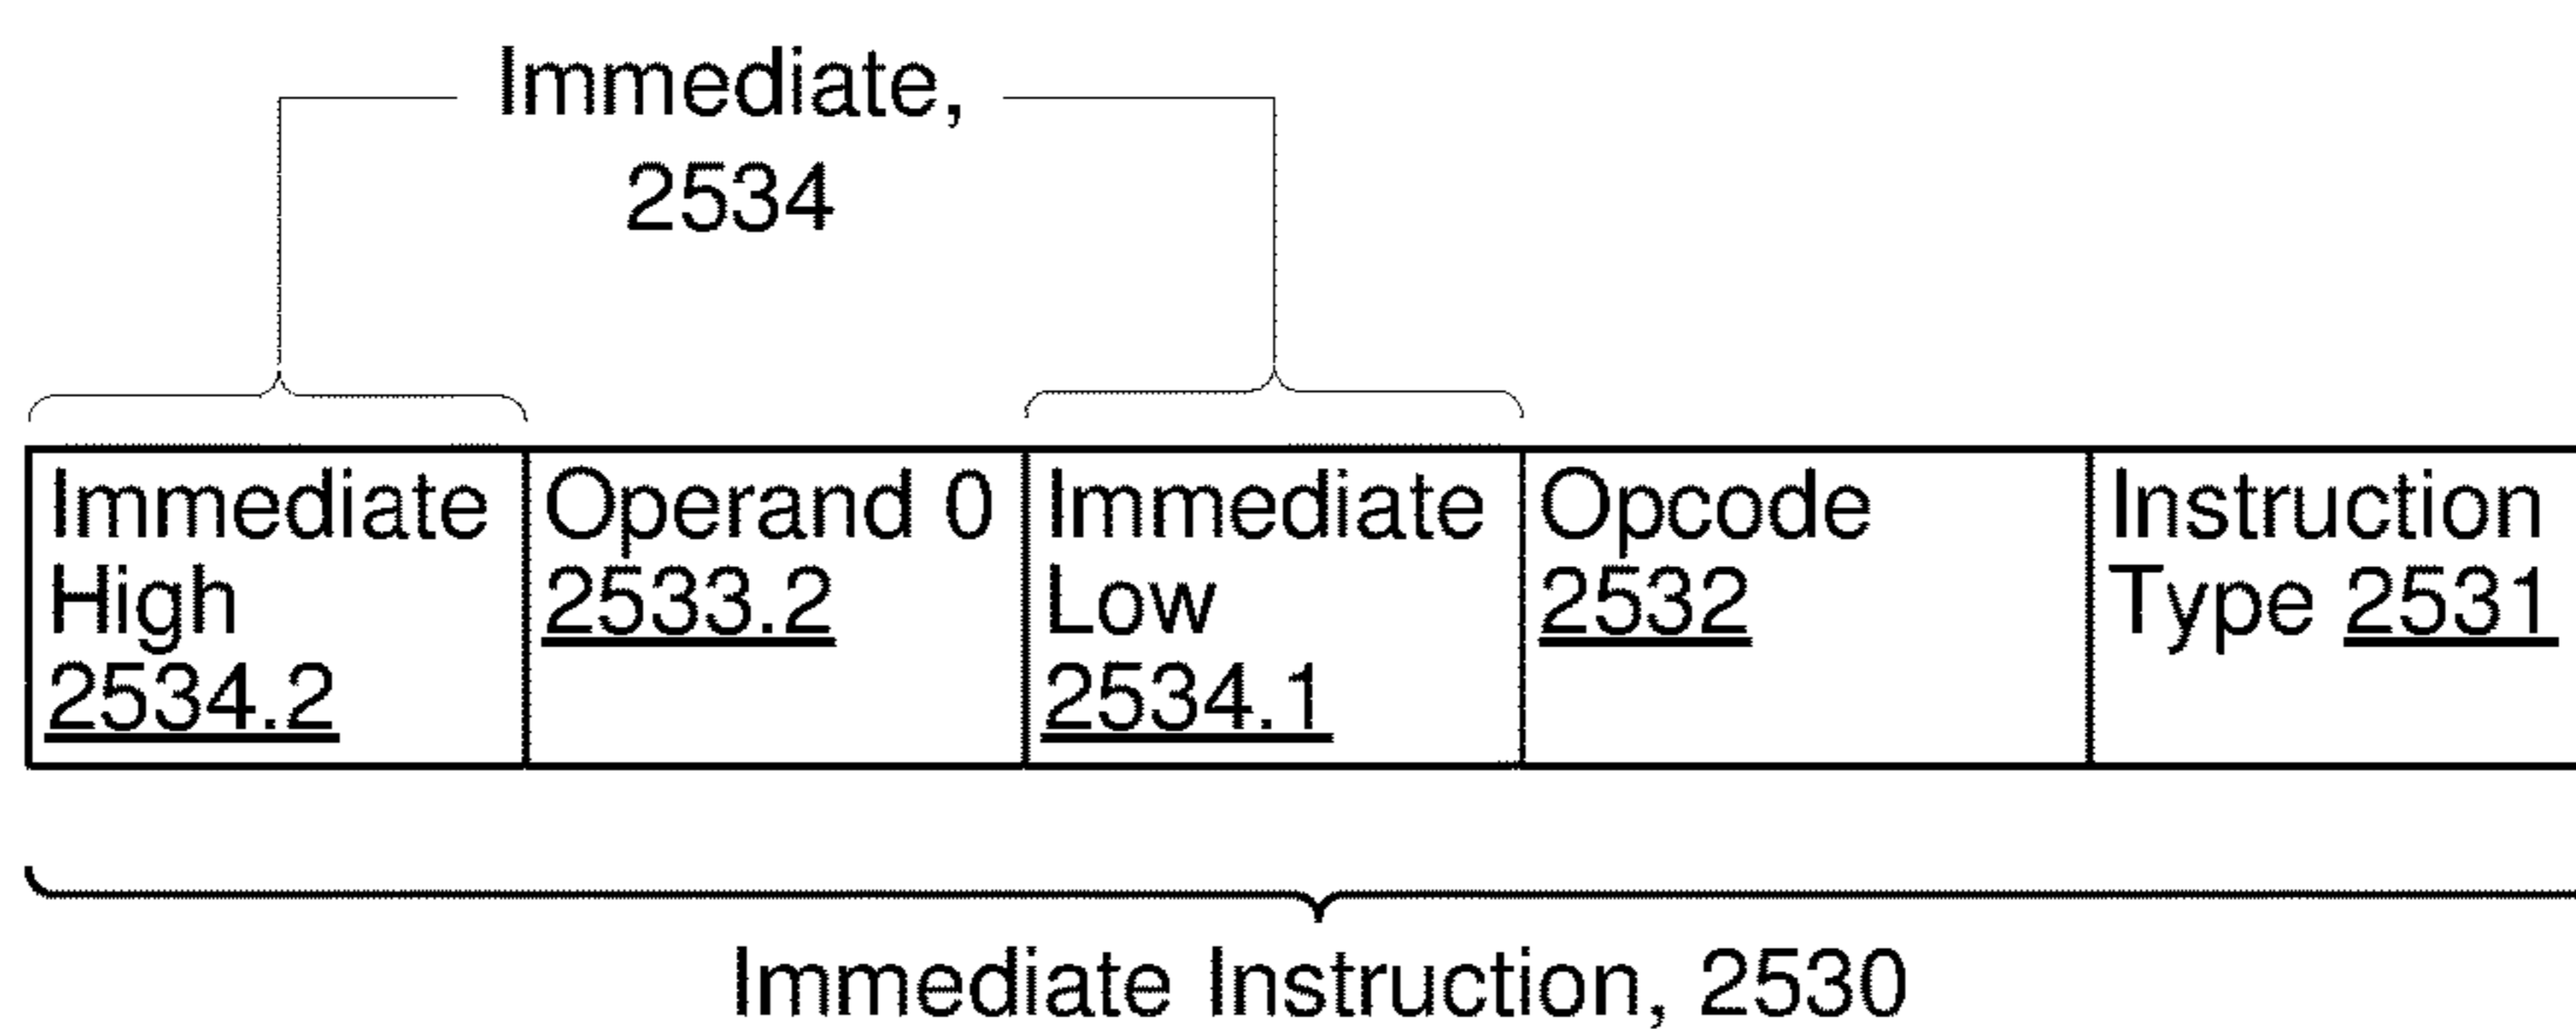 Immediate,
2534
Immediate
High
2534.2
Operand 0
2533.2
Immediate
Low
2534.1
Opcode
2532
Instruction
Type 2531
Immediate Instruction, 2530